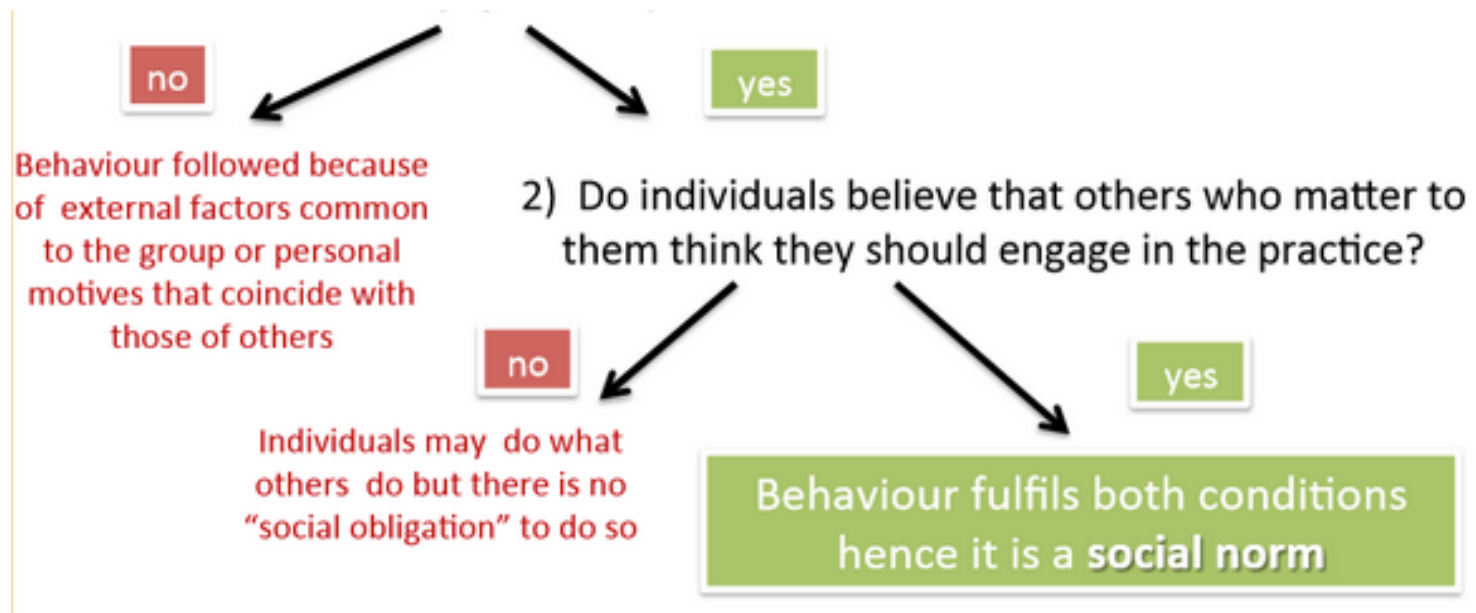 no
yes
Behaviour followed because
of external factors common
to the group or personal
motives that coincide with
those of others
2) Do individuals believe that others who matter to
them think they should engage in the practice?
no
yes
Individuals may do what
others do but there is no
“social obligation” to do so
Behaviour fulfils both conditions
hence it is a social norm